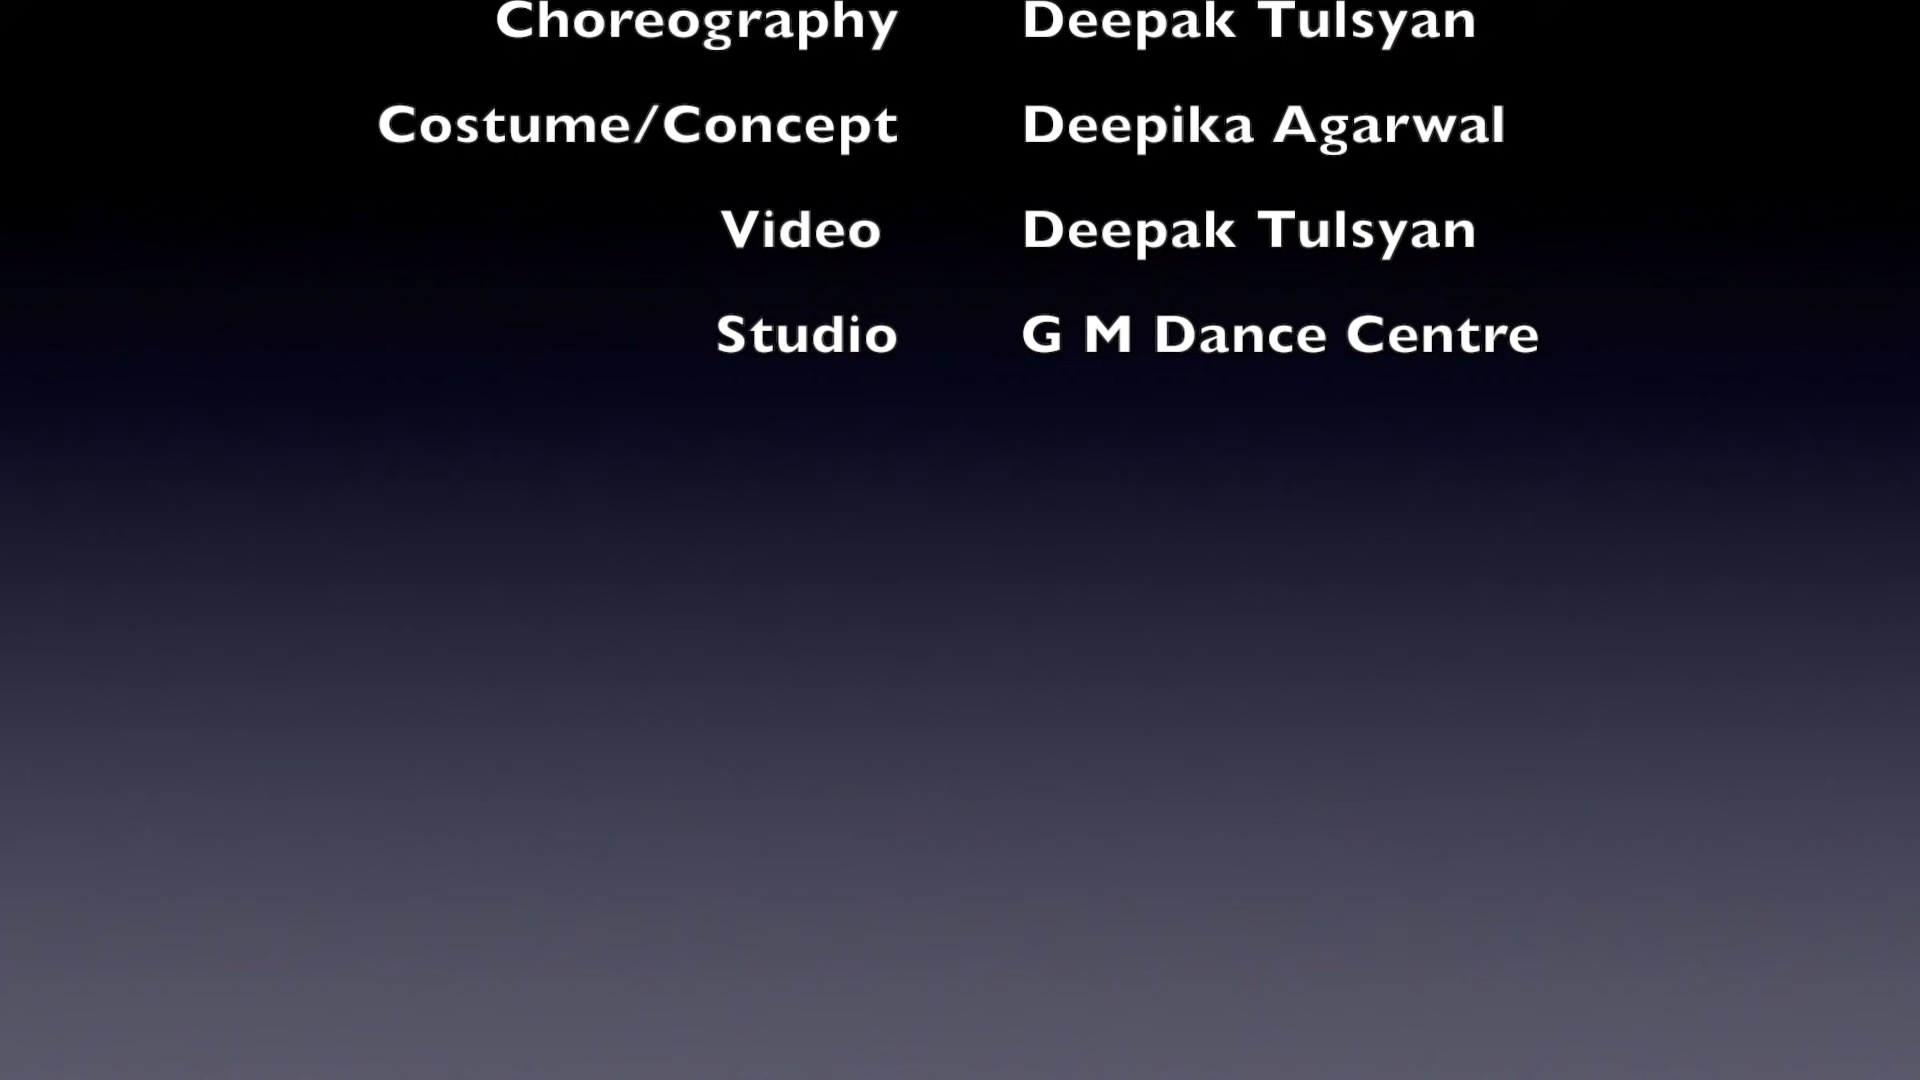 Choreography Deepak Tulsyan
Costume/Concept Deepika Agarwal
Video Deepak Tulsyan
Studio G M Dance Centre